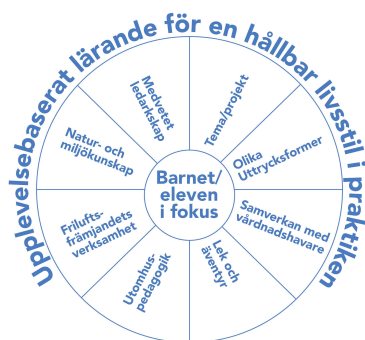 Upplevelsebaserat lärande för en hållbar livsstil i praktiken
Medvetet
ledarkskap
Tema/projekt
Olika
Uttrycksformer
Samverkan med
vårdnadshavare
Lek och
äventyr
Utomhus-
pedagogik
Frilufts-
främjandets
verksamhet
Natur- och
miljökunskap
Barnet/
eleven
i fokus